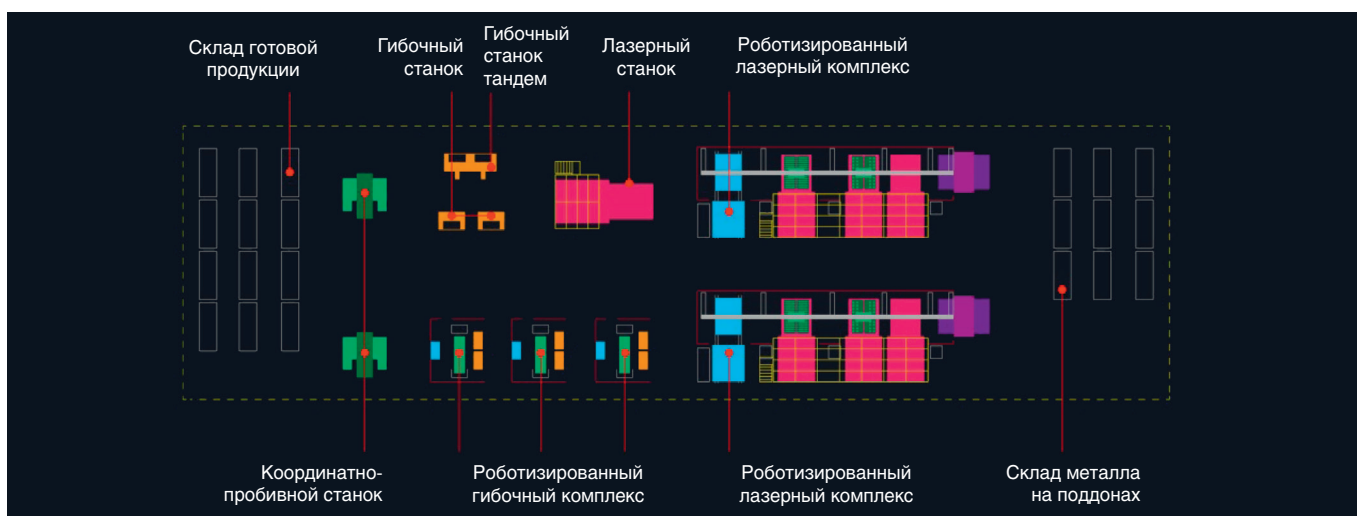 Склад готовой
продукции
Гибочный
станок
Гибочный
станок
тандем
Лазерный
станок
Роботизированный
лазерный комплекс
Координатно-
пробивной станок
Роботизированный
гибочный комплекс
Роботизированный
лазерный комплекс
Склад металла
на поддонах